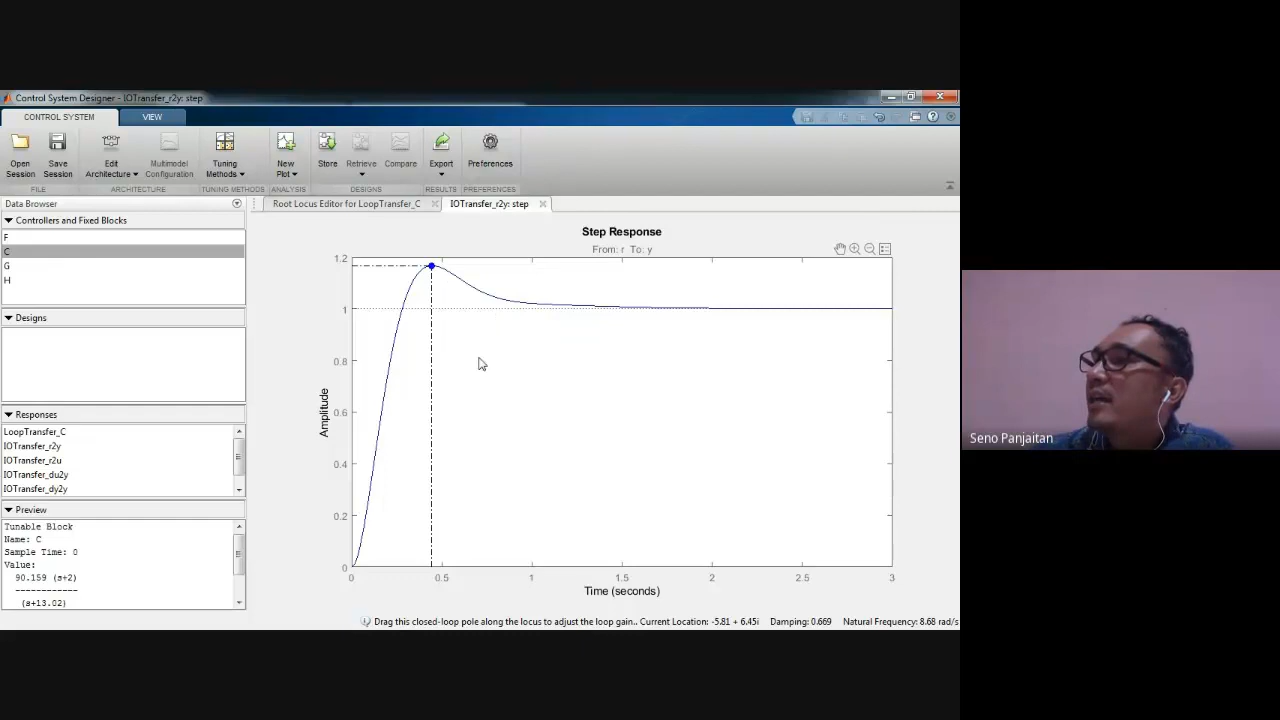 Control System Designer - IOTransfer_r2y: step
CONTROL SYSTEM
VIEW
Open Session
Save Session
Edit Architecture
Multimodel Configuration
Tuning Methods
New Plot
Store
Retrieve
Compare
Export
Preferences
FILE
ARCHITECTURE
TUNING METHODS
ANALYSIS
DESIGNS
RESULTS
PREFERENCES
Data Browser
Root Locus Editor for LoopTransfer_C
IOTransfer_r2y: step
Controllers and Fixed Blocks
F
C
G
H
Designs
Responses
LoopTransfer_C
IOTransfer_r2y
IOTransfer_r2u
IOTransfer_du2y
IOTransfer_dy2y
Preview
Tunable Block
Name: C
Sample Time: 0
Value:
90.159 (s+2)
------------
(s+13.02)
Step Response
From: r To: y
1.2
1
0.8
0.6
0.4
0.2
0
Amplitude
0
0.5
1
1.5
2
2.5
3
Time (seconds)
Drag this closed-loop pole along the locus to adjust the loop gain.. Current Location: -5.81 + 6.45i Damping: 0.669 Natural Frequency: 8.68 rad/s
Seno Panjaitan